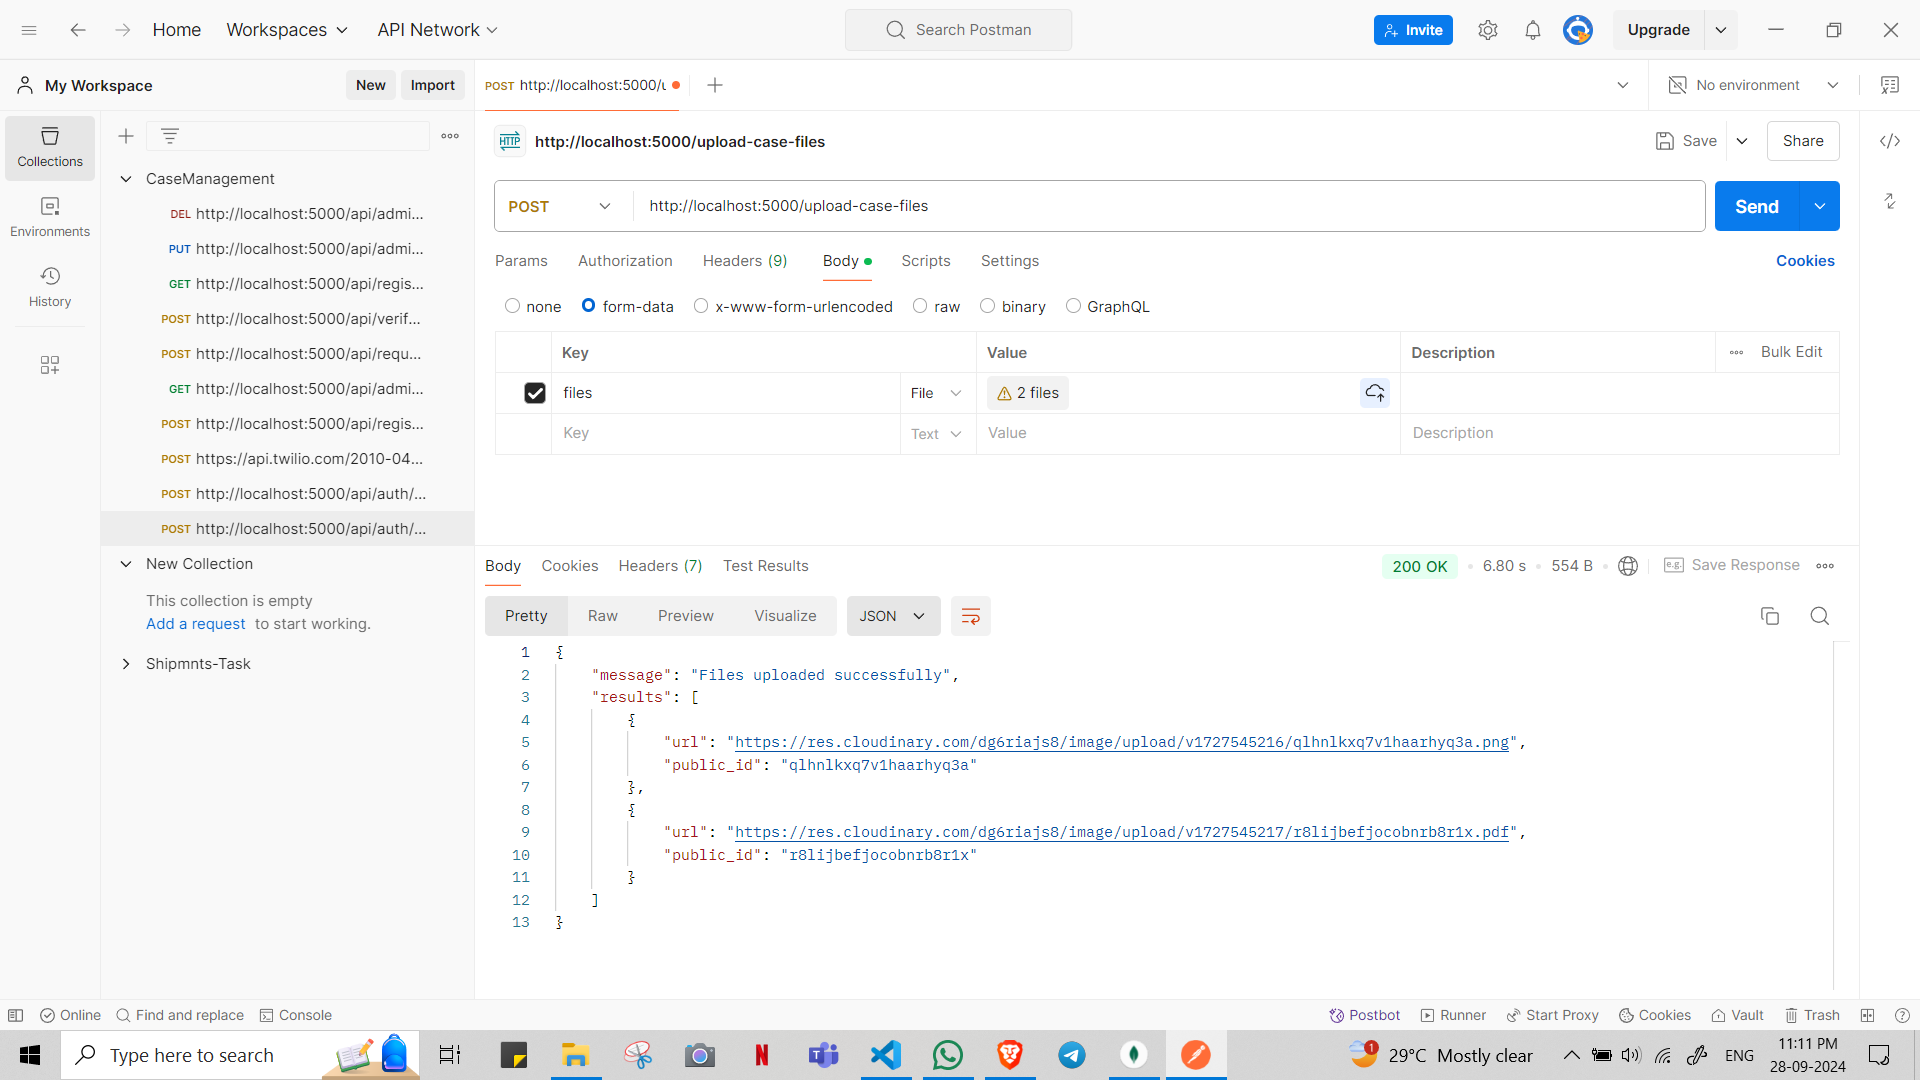 Home
Workspaces
API Network
Search Postman
Invite
Upgrade
My Workspace
New
Import
POST http://localhost:5000/u
No environment
Collections
Environments
History
CaseManagement
DEL http://localhost:5000/api/admi...
PUT http://localhost:5000/api/admi...
GET http://localhost:5000/api/regis...
POST http://localhost:5000/api/verif...
POST http://localhost:5000/api/requ...
GET http://localhost:5000/api/admi...
POST http://localhost:5000/api/regis...
POST https://api.twilio.com/2010-04...
POST http://localhost:5000/api/auth/...
POST http://localhost:5000/api/auth/...
New Collection
This collection is empty
Add a request to start working.
Shipmnts-Task
HTTP http://localhost:5000/upload-case-files
Save
Share
POST http://localhost:5000/upload-case-files
Send
Params Authorization Headers (9) Body Scripts Settings
Cookies
none form-data x-www-form-urlencoded raw binary GraphQL
Key Value Description Bulk Edit
files File 2 files
Key Text Value Description
Body Cookies Headers (7) Test Results
200 OK 6.80 s 554 B e.g. Save Response
Pretty Raw Preview Visualize JSON
1 {
2 "message": "Files uploaded successfully",
3 "results": [
4 {
5 "url": "https://res.cloudinary.com/dg6riajs8/image/upload/v1727545216/qlhnlkxq7v1haarhyq3a.png",
6 "public_id": "qlhnlkxq7v1haarhyq3a"
7 },
8 {
9 "url": "https://res.cloudinary.com/dg6riajs8/image/upload/v1727545217/r8lijbefjocobnrb8r1x.pdf",
10 "public_id": "r8lijbefjocobnrb8r1x"
11 }
12 ]
13 }
Online Find and replace Console
Postbot Runner Start Proxy Cookies Vault Trash
Type here to search
N
1
29°C Mostly clear
ENG
11:11 PM
28-09-2024